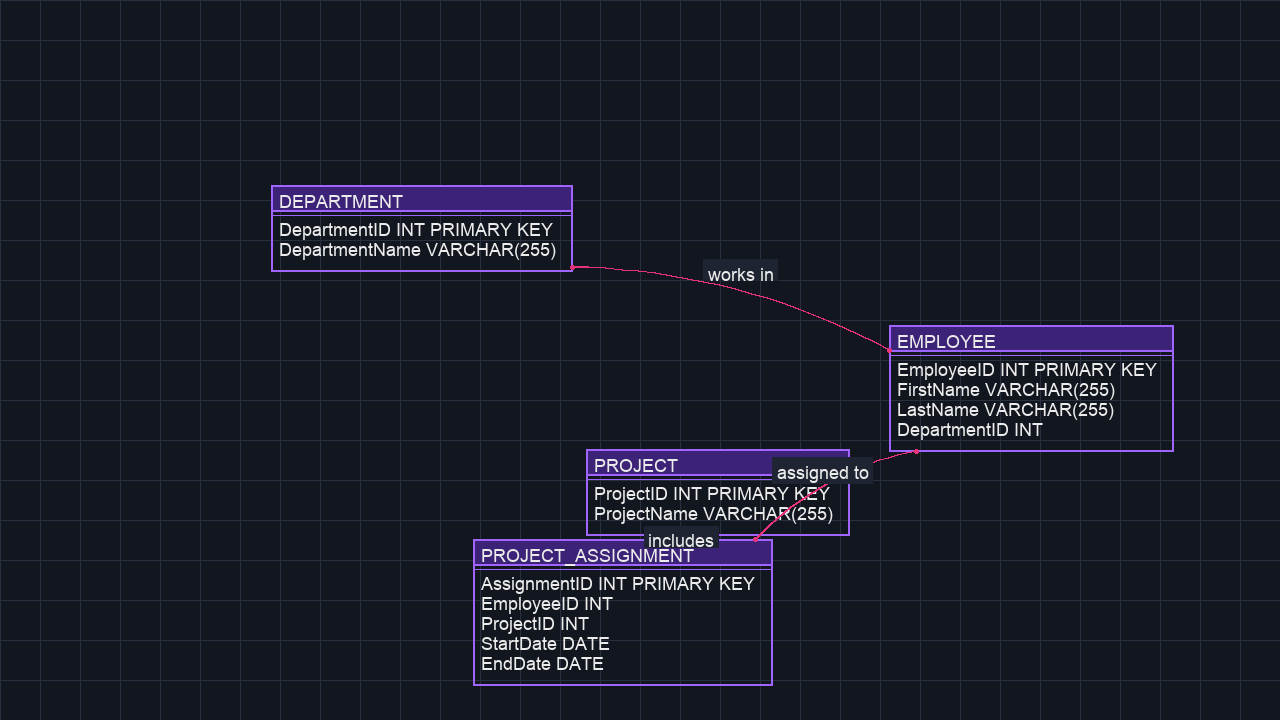 DEPARTMENT
DepartmentID INT PRIMARY KEY
DepartmentName VARCHAR(255)
works in
EMPLOYEE
EmployeeID INT PRIMARY KEY
FirstName VARCHAR(255)
LastName VARCHAR(255)
DepartmentID INT
PROJECT
assigned to
ProjectID INT PRIMARY KEY
ProjectName VARCHAR(255)
includes
PROJECT_ASSIGNMENT
AssignmentID INT PRIMARY KEY
EmployeeID INT
ProjectID INT
StartDate DATE
EndDate DATE